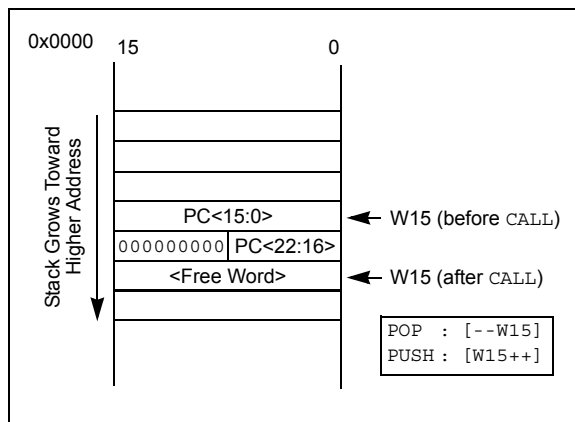 0x0000
15 0
Stack Grows Toward
Higher Address
PC<15:0>
W15 (before CALL)
000000000 PC<22:16>
<Free Word>
W15 (after CALL)
POP : [--W15]
PUSH : [W15++]